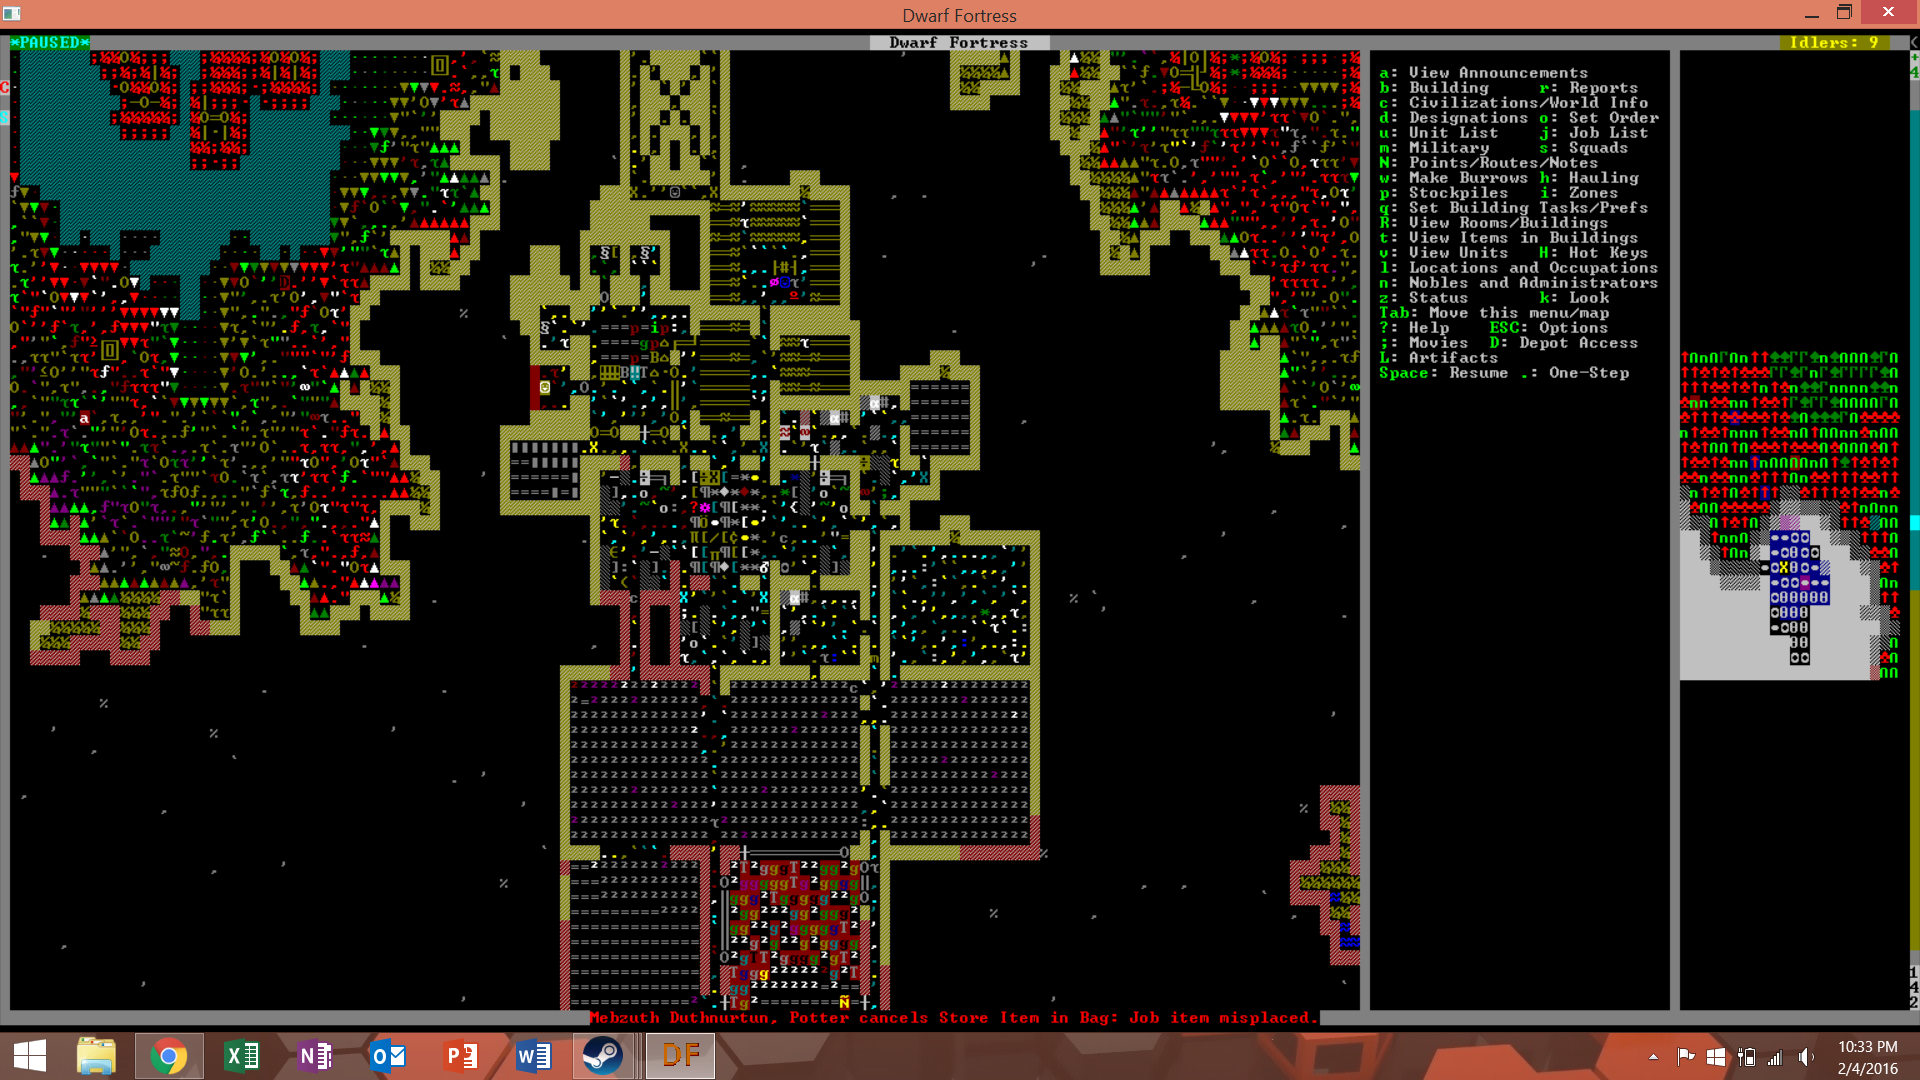 Dwarf Fortress
*PAUSED*
Dwarf Fortress
Idlers: 9
a: View Announcements
b: Building r: Reports
c: Civilizations/World Info
d: Designations o: Set Order
u: Unit List j: Job List
m: Military s: Squads
N: Points/Routes/Notes
w: Make Burrows h: Hauling
p: Stockpiles i: Zones
q: Set Building Tasks/Prefs
R: View Rooms/Buildings
t: View Items in Buildings
v: View Units H: Hot Keys
l: Locations and Occupations
n: Nobles and Administrators
z: Status k: Look
Tab: Move this menu/map
?: Help ESC: Options
;: Movies D: Depot Access
L: Artifacts
Space: Resume .: One-Step
Mebzuth Duthnurtun, Potter cancels Store Item in Bag: Job item misplaced.
DF
10:33 PM
2/4/2016